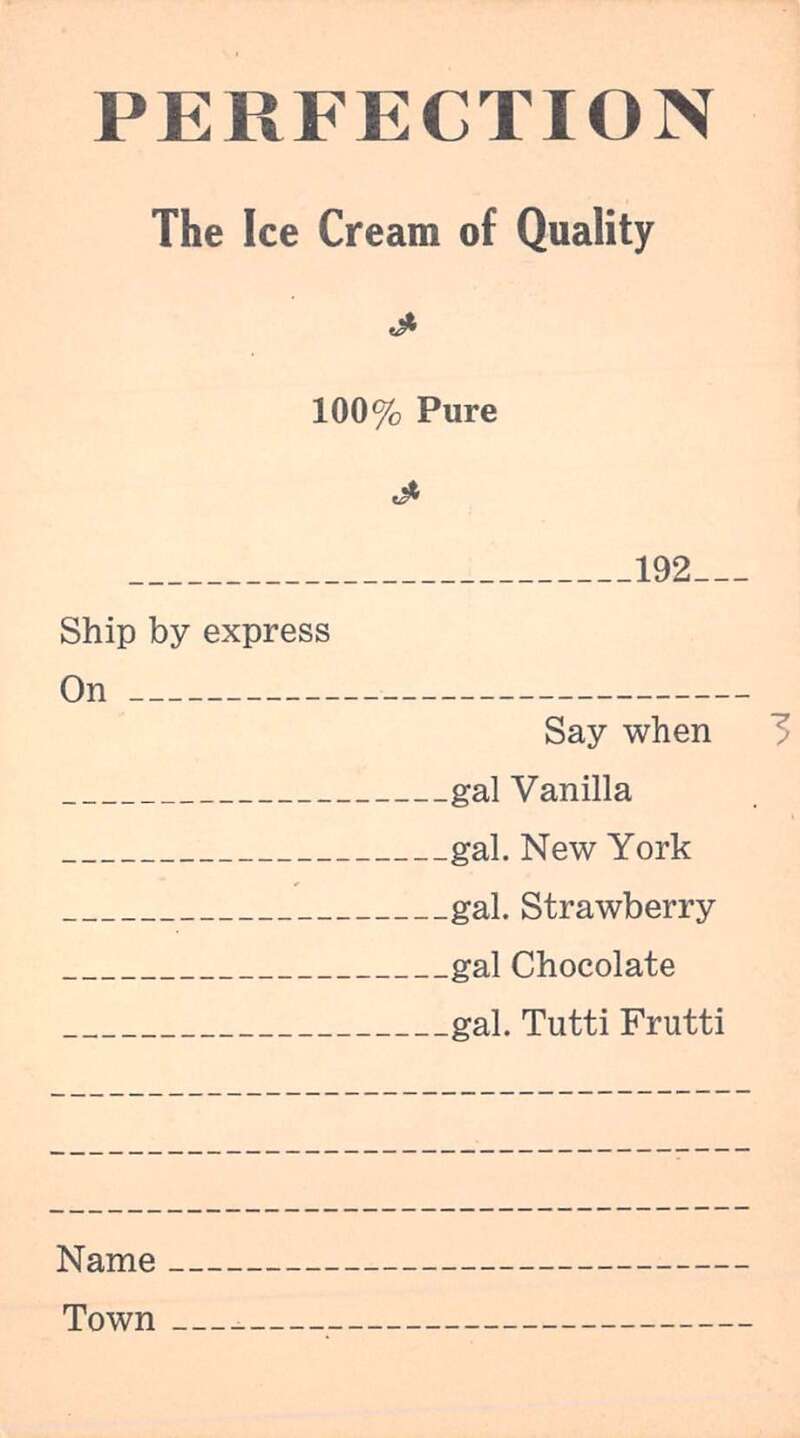 PERFECTION
The Ice Cream of Quality
100% Pure
192
Ship by express
On
Say when 3
gal Vanilla
gal. New York
gal. Strawberry
gal Chocolate
gal. Tutti Frutti
Name
Town